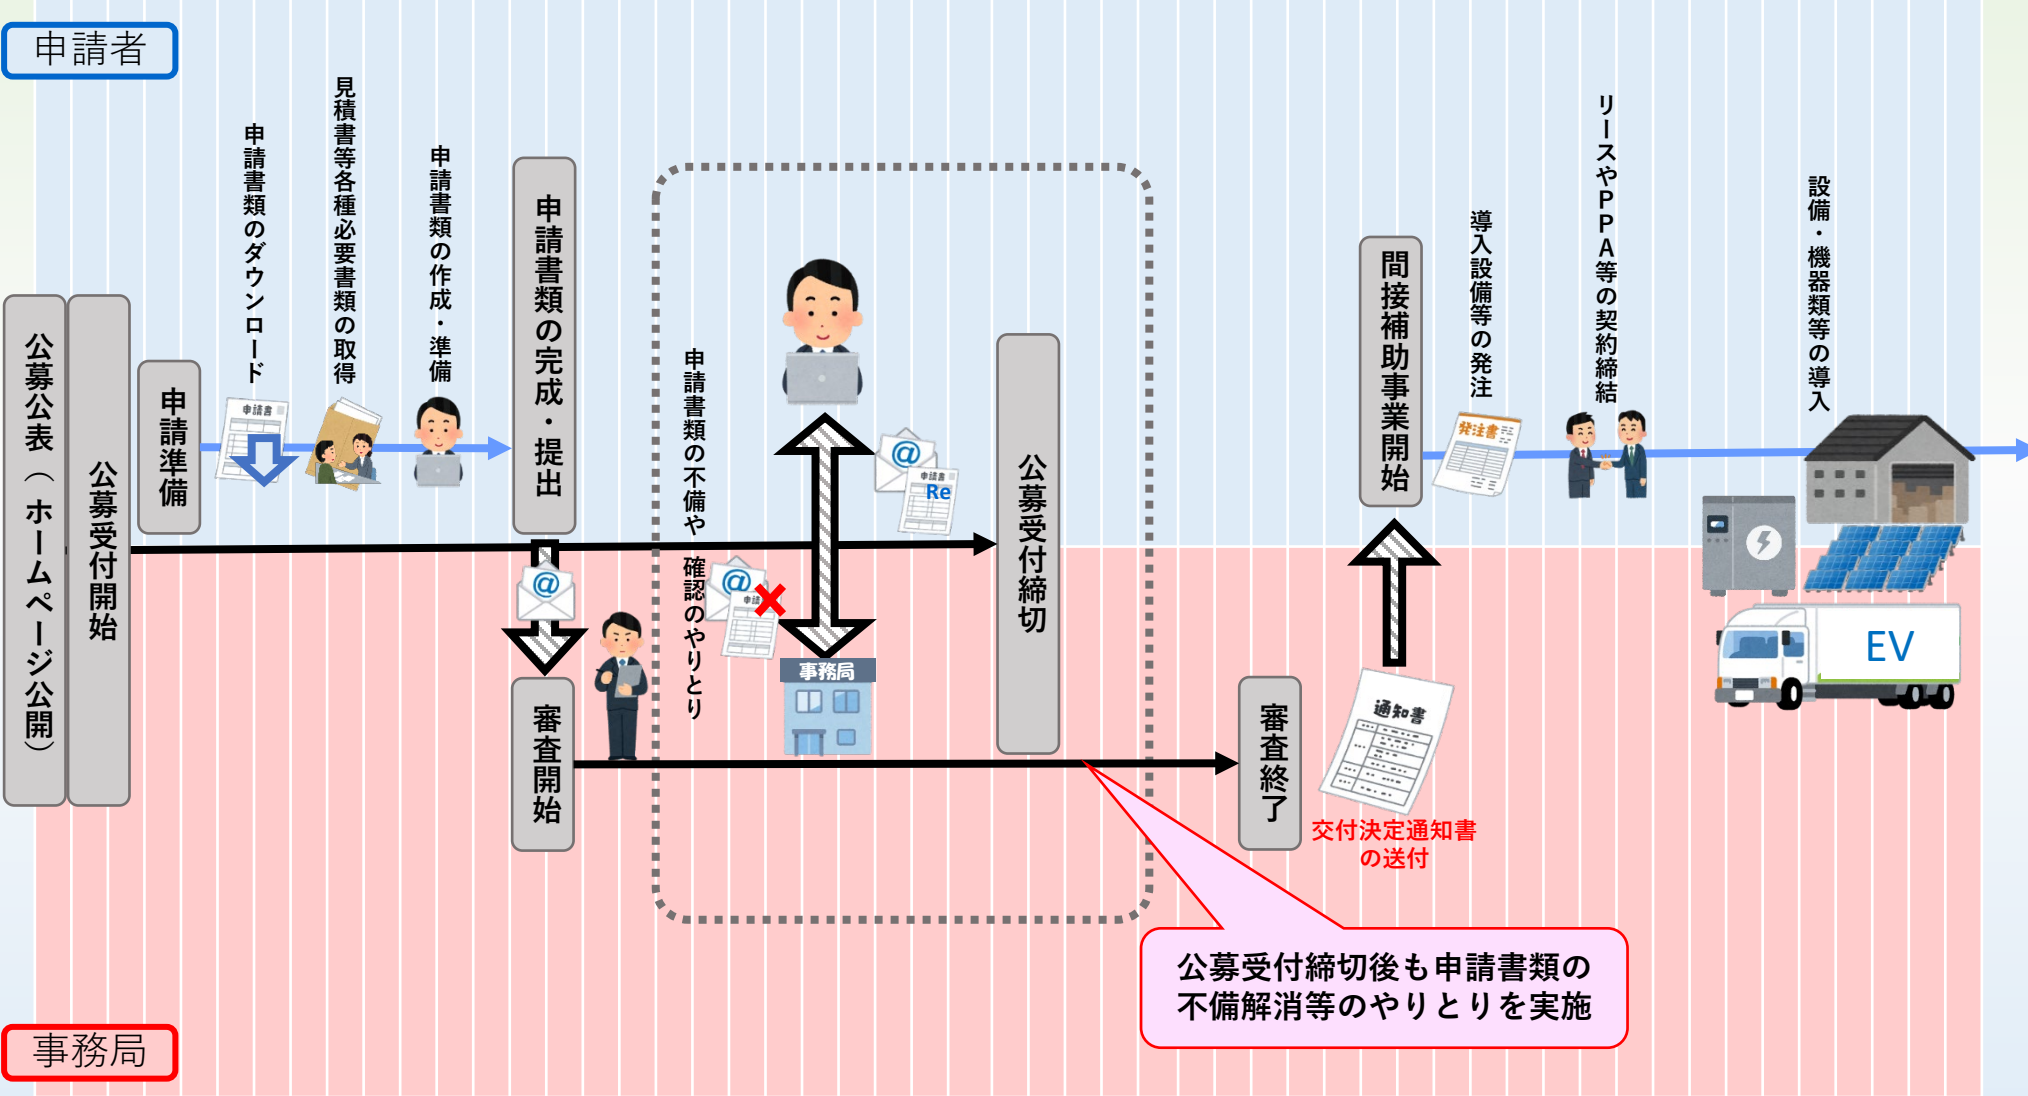 申請者
公募公表（ホームページ公開）
公募受付開始
申請準備
申請書類のダウンロード
申請書
見積書等各種必要書類の取得
申請書類の作成・準備
申請書類の完成・提出
@
審査開始
申請書類の不備や 確認のやりとり
@
申請
事務局
@
申請書
Re
公募受付締切
審査終了
通知書
交付決定通知書
の送付
間接補助事業開始
導入設備等の発注
発注書
リースやPPA等の契約締結
設備・機器類等の導入
EV
公募受付締切後も申請書類の
不備解消等のやりとりを実施
事務局